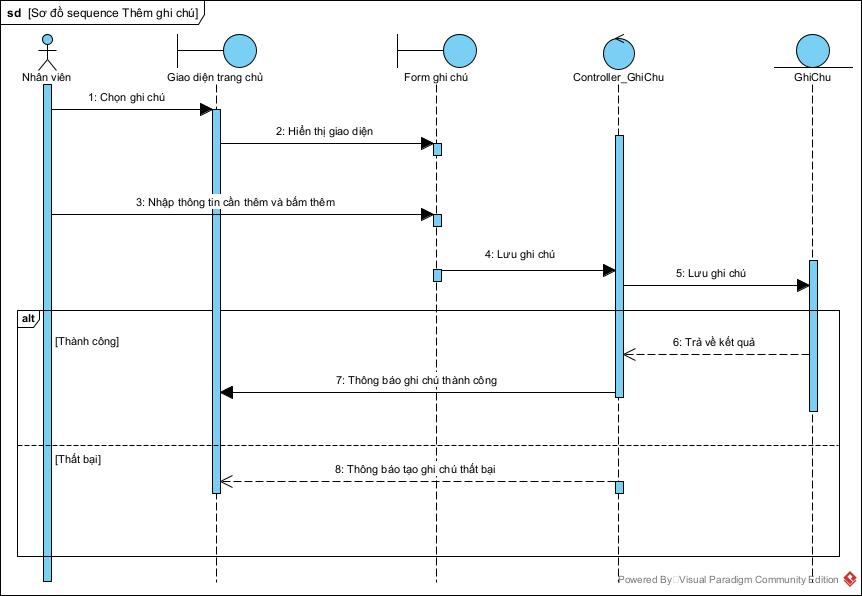 sd [Sơ đồ sequence Thêm ghi chú]
Nhân viên
Giao diện trang chủ
Form ghi chú
Controller_GhiChu
GhiChu
1: Chọn ghi chú
2: Hiển thị giao diện
3: Nhập thông tin cần thêm và bấm thêm
4: Lưu ghi chú
5: Lưu ghi chú
alt
[Thành công]
6: Trả về kết quả
7: Thông báo ghi chú thành công
[Thất bại]
8: Thông báo tạo ghi chú thất bại
Powered By Visual Paradigm Community Edition